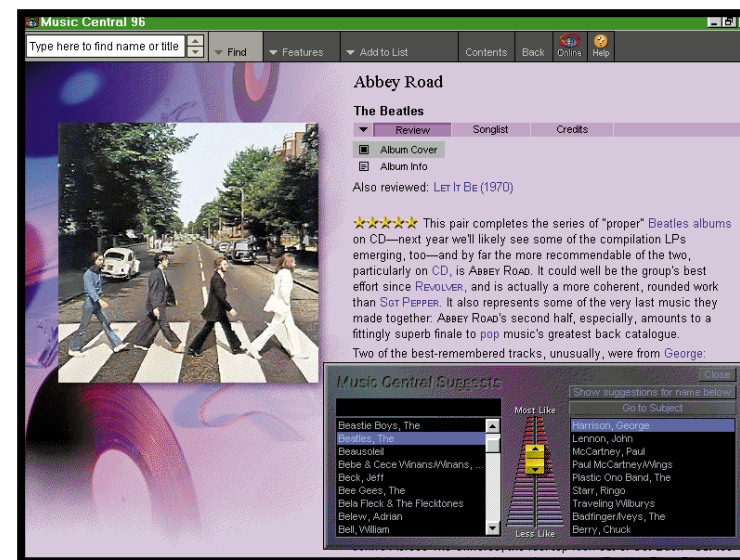 Music Central 96
Type here to find name or title
Find
Features
Add to List
Contents
Back
Online
Help
Abbey Road
The Beatles
Review
Songlist
Credits
Album Cover
Album Info
Also reviewed: LET IT BE (1970)
This pair completes the series of "proper" Beatles albums
on CD—next year we'll likely see some of the compilation LPs
emerging, too—and by far the more recommendable of the two,
particularly on CD, is ABBEY ROAD. It could well be the group's best
effort since REVOLVER, and is actually a more coherent, rounded work
than SGT PEPPER. It also represents some of the very last music they
made together: ABBEY ROAD's second half, especially, amounts to a
fittingly superb finale to pop music's greatest back catalogue.
Two of the best-remembered tracks, unusually, were from George:
Music Central Suggests
Close
Show suggestions for name below
Go to Subject
Most Like
Less Like
Beastie Boys, The
Beatles, The
Beausoleil
Bebe & Cece Winans/Winans, ...
Beck, Jeff
Bee Gees, The
Bela Fleck & The Flecktones
Belew, Adrian
Bell, William
Harrison, George
Lennon, John
McCartney, Paul
Paul McCartney/Wings
Plastic Ono Band, The
Starr, Ringo
Traveling Wilburys
Badfinger/Iveys, The
Berry, Chuck